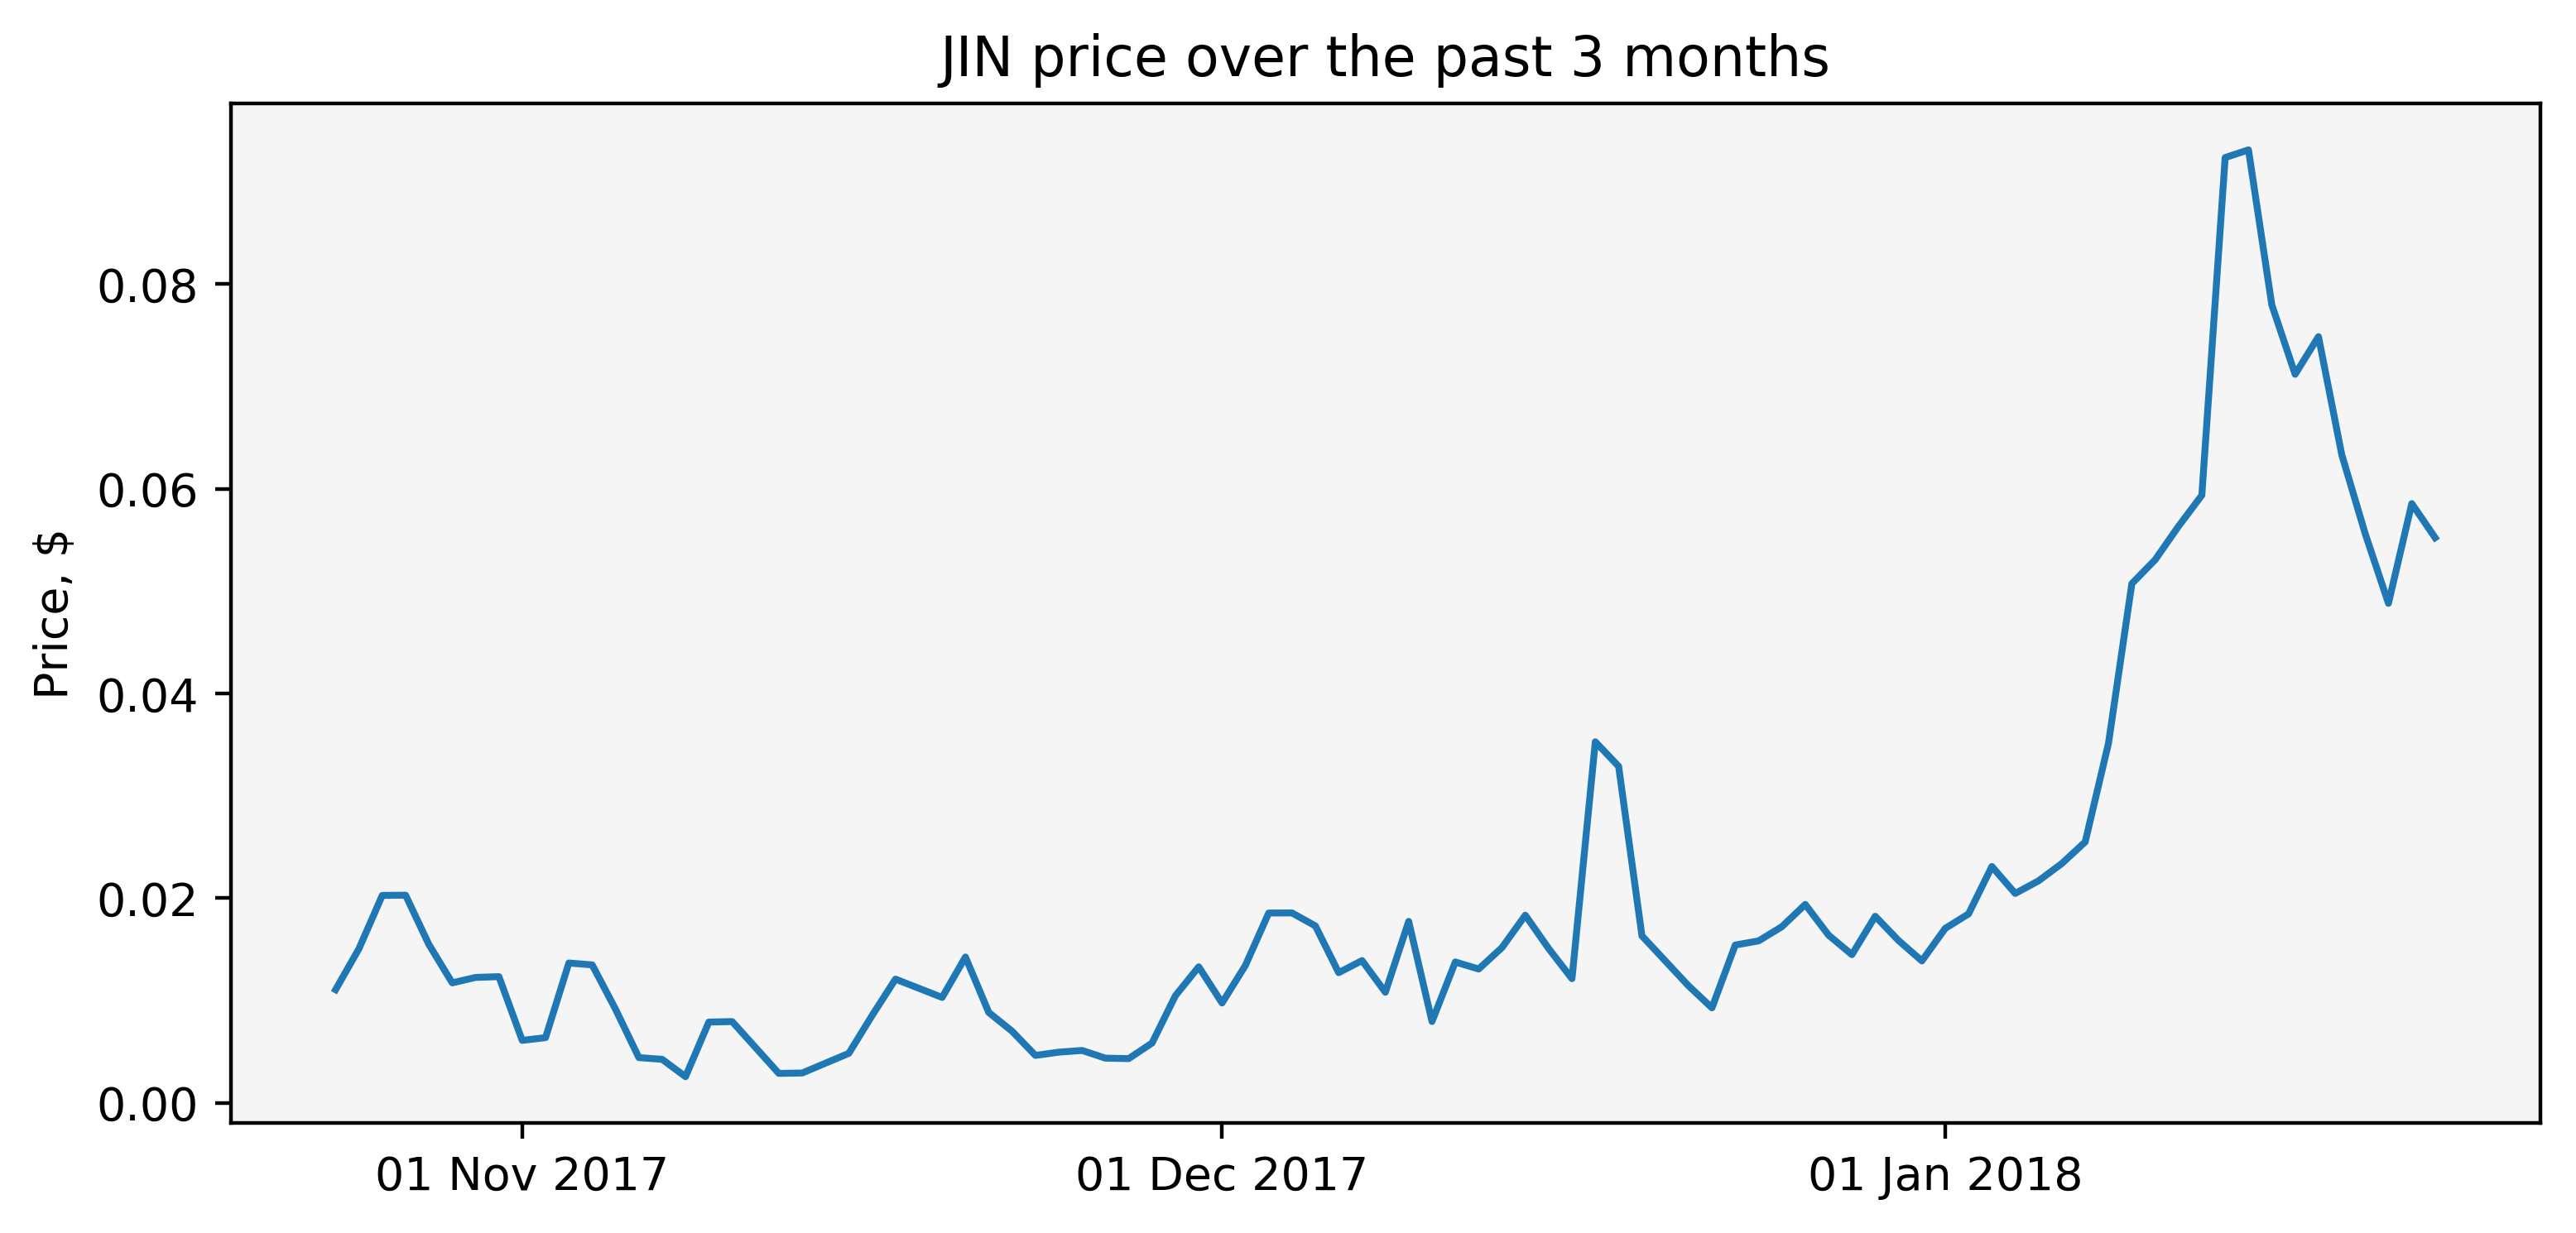 JIN price over the past 3 months
Price, $
0.08
0.06
0.04
0.02
0.00
01 Nov 2017
01 Dec 2017
01 Jan 2018